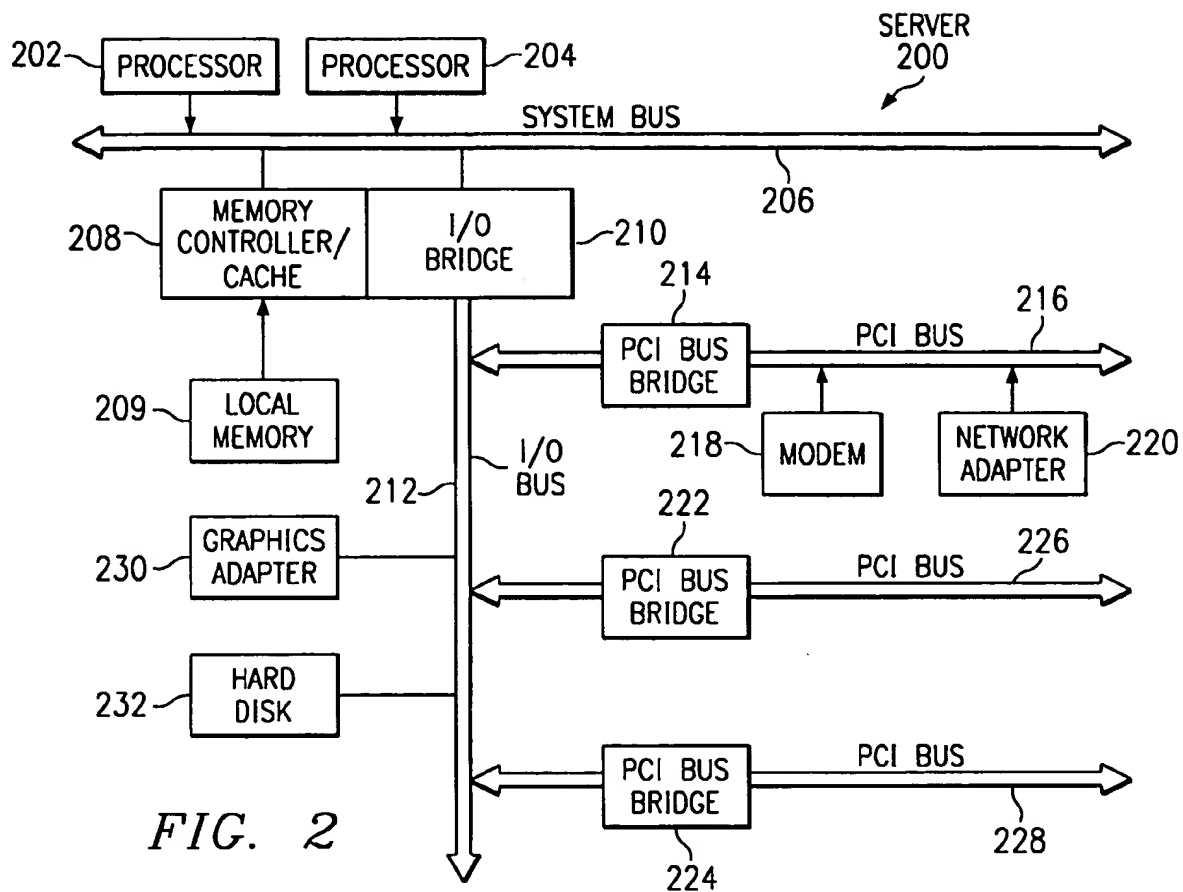 SERVER
200
202
PROCESSOR
PROCESSOR
204
SYSTEM BUS
206
208
MEMORY
CONTROLLER/
CACHE
I/O
BRIDGE
210
214
216
PCI BUS
BRIDGE
PCI BUS
209
LOCAL
MEMORY
I/O
BUS
212
218
MODEM
NETWORK
ADAPTER
220
222
226
230
GRAPHICS
ADAPTER
PCI BUS
BRIDGE
PCI BUS
232
HARD
DISK
PCI BUS
BRIDGE
PCI BUS
224
228
FIG. 2